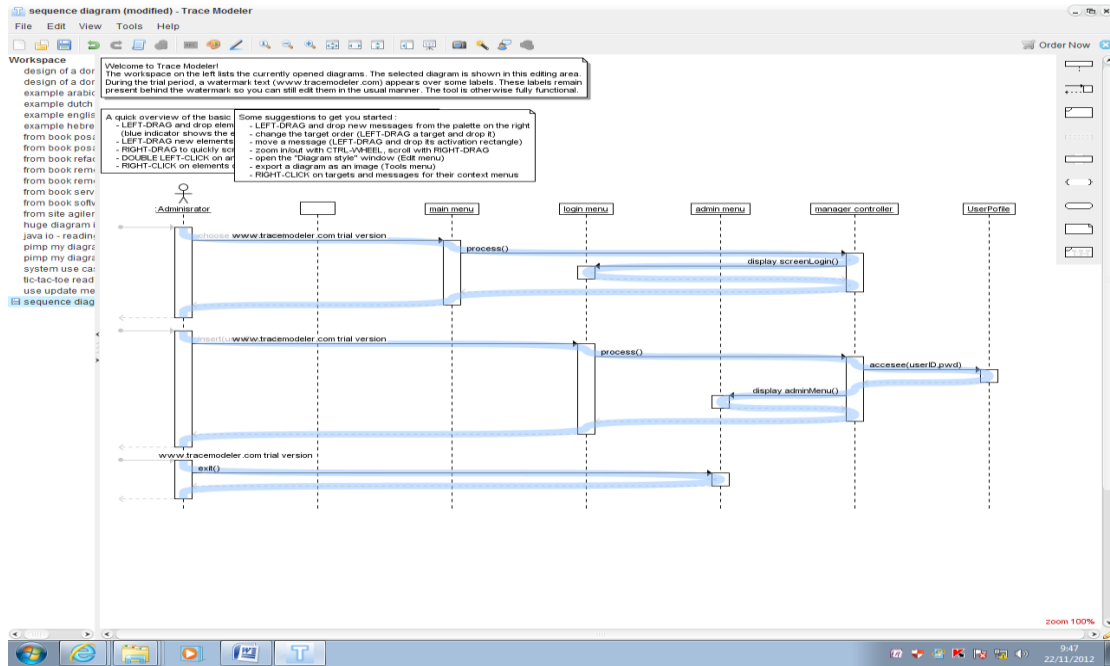 sequence diagram (modified) - Trace Modeler
File Edit View Tools Help
Order Now
Workspace
design of a dor
design of a dor
example arabic
example dutch
example englis
example hebre
from book posa
from book posa
from book refac
from book rem
from book rem
from book serv
from book softv
from site agiler
huge diagram i
java io - readin
pimp my diagra
pimp my diagra
system use ca
tic-tac-toe read
use update me
sequence diag
Welcome to Trace Modeler!
The workspace on the left lists the currently opened diagrams. The selected diagram is shown in this editing area.
During the trial period, a watermark text (www.tracemodeler.com) appears over some labels. These labels remain
present behind the watermark so you can still edit them in the usual manner. The tool is otherwise fully functional.
A quick overview of the basic
- LEFT-DRAG and drop elem
(blue indicator shows the e
- LEFT-DRAG new elements
- RIGHT-DRAG to quickly scr
- DOUBLE LEFT-CLICK on an
- RIGHT-CLICK on elements
Some suggestions to get you started :
- LEFT-DRAG and drop new messages from the palette on the right
- change the target order (LEFT-DRAG a target and drop it)
- move a message (LEFT-DRAG and drop its activation rectangle)
- zoom in/out with CTRL-WHEEL, scroll with RIGHT-DRAG
- open the "Diagram style" window (Edit menu)
- export a diagram as an image (Tools menu)
- RIGHT-CLICK on targets and messages for their context menus
:Adminisrator
main menu
login menu
admin menu
manager controller
UserPofile
choose www.tracemodeler.com trial version
process()
display screenLogin()
insert(u www.tracemodeler.com trial version
process()
accesee(userID,pwd)
display adminMenu()
www.tracemodeler.com trial version
exit()
zoom 100%
9:47
22/11/2012